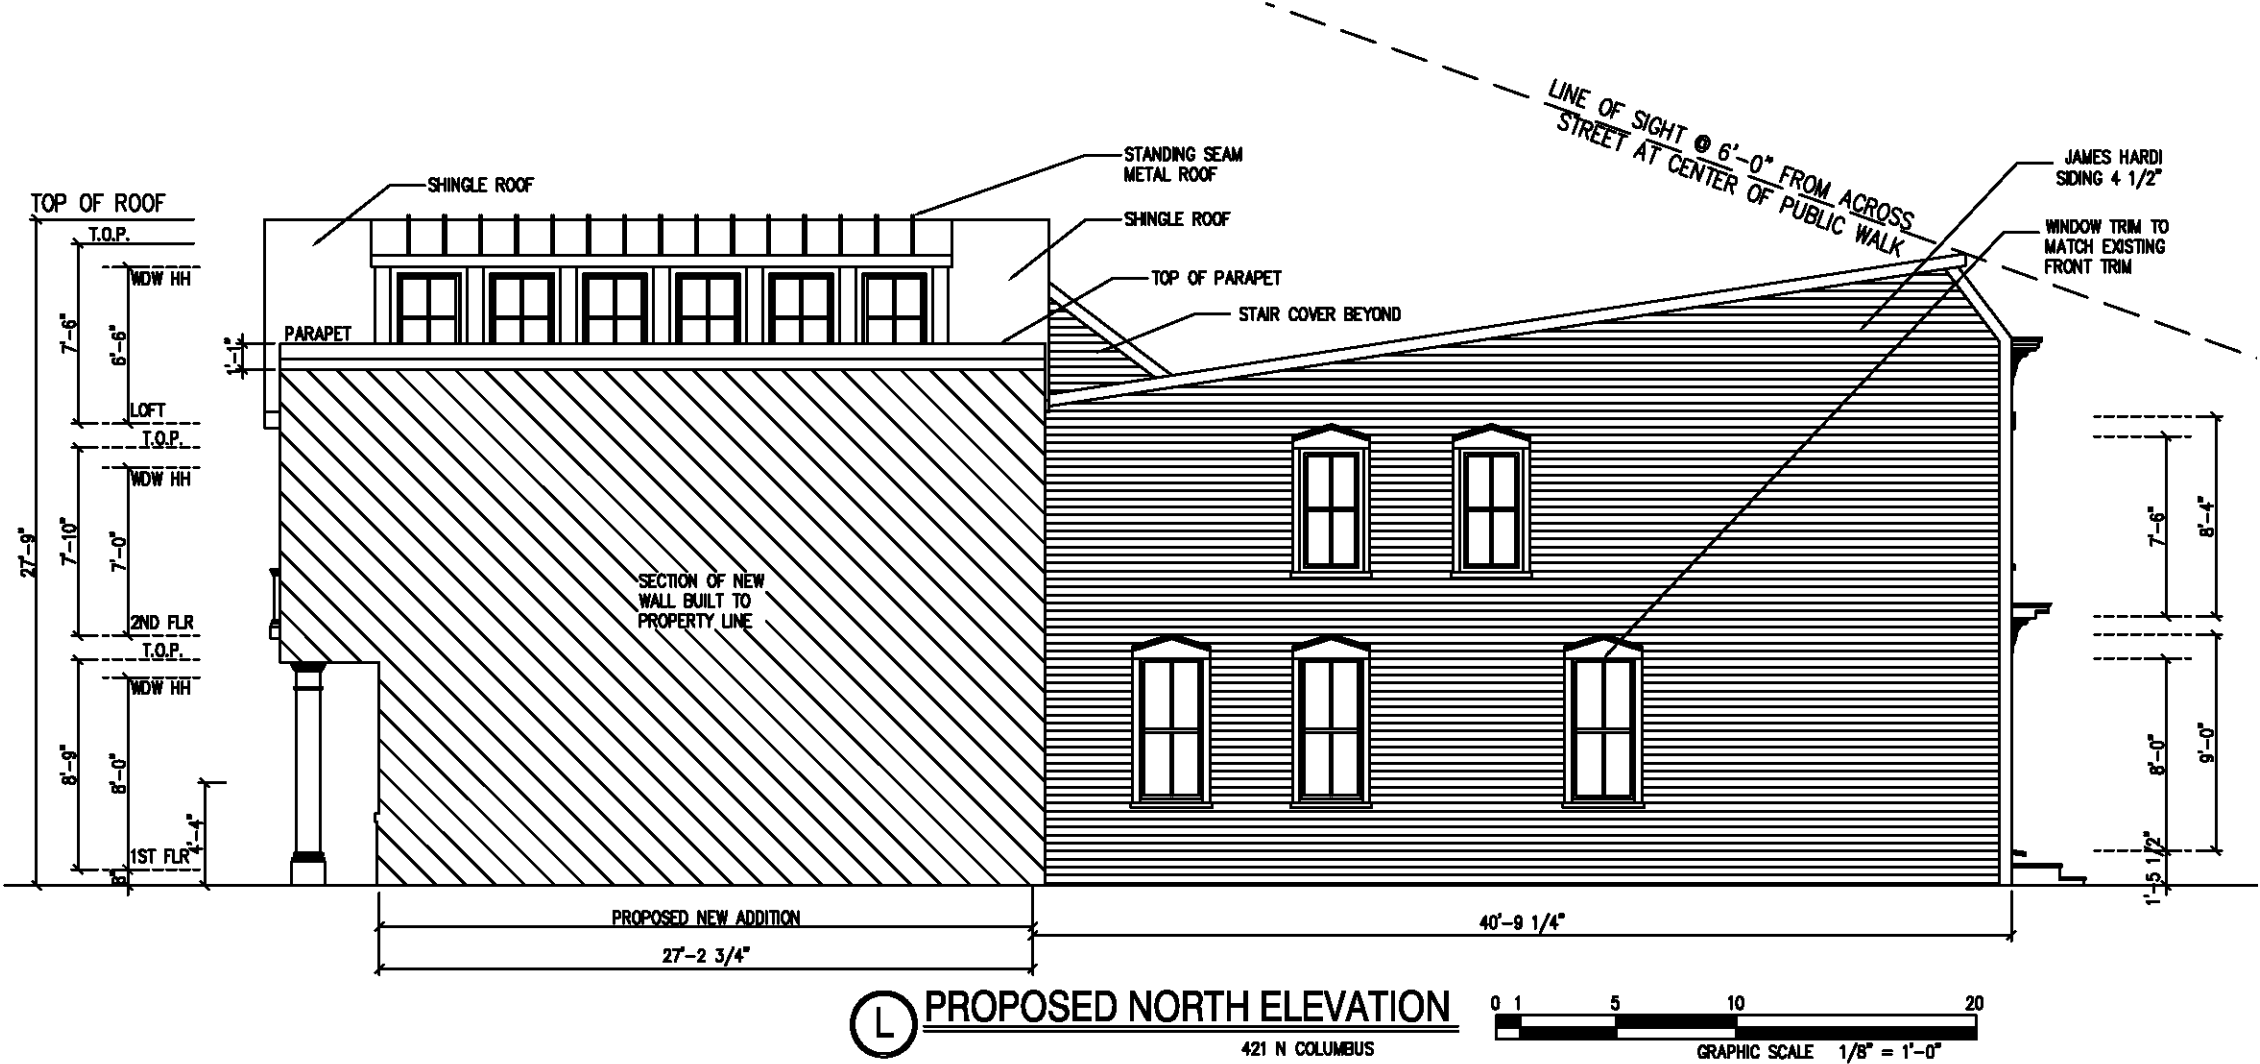 LINE OF SIGHT @ 6'-0" FROM ACROSS
STREET AT CENTER OF PUBLIC WALK
STANDING SEAM
METAL ROOF
JAMES HARDI
SIDING 4 1/2"
SHINGLE ROOF
TOP OF ROOF
SHINGLE ROOF
WINDOW TRIM TO
MATCH EXISTING
FRONT TRIM
T.O.P.
WDW HH
TOP OF PARAPET
STAIR COVER BEYOND
PARAPET
7'-6"
6'-6"
1'-1"
LOFT
T.O.P.
WDW HH
27'-9"
7'-10"
7'-0"
7'-6"
8'-4"
SECTION OF NEW
WALL BUILT TO
PROPERTY LINE
2ND FLR
T.O.P.
WDW HH
8'-9"
8'-0"
4'-4"
8'-0"
9'-0"
1ST FLR
8"
1'-5 1/2"
PROPOSED NEW ADDITION
40'-9 1/4"
27'-2 3/4"
L
PROPOSED NORTH ELEVATION
421 N COLUMBUS
0 1 5 10 20
GRAPHIC SCALE 1/8" = 1'-0"